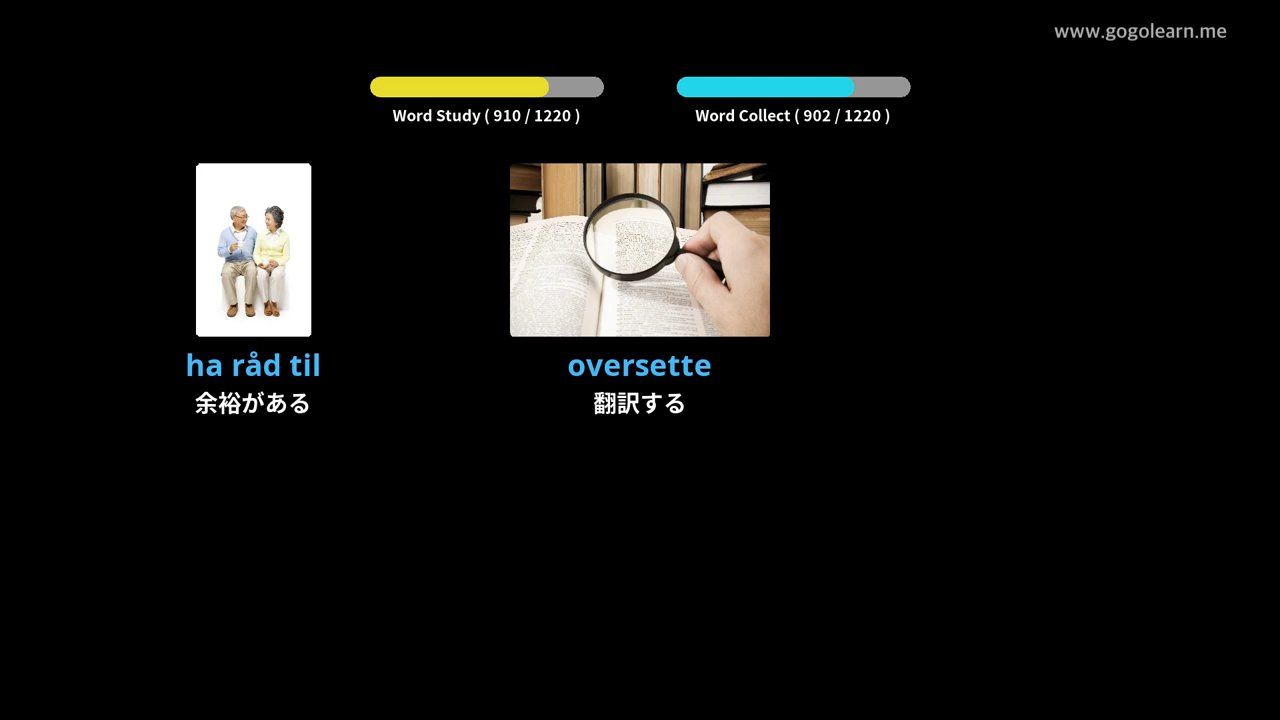 www.gogolearn.me
Word Study ( 910 / 1220 )
Word Collect ( 902 / 1220 )
ha råd til
余裕がある
oversette
翻訳する